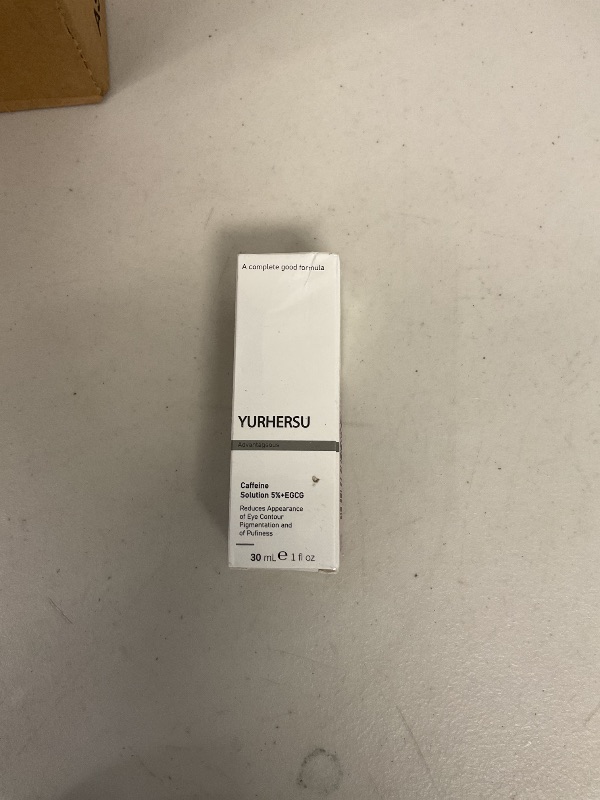 A complete good formula
YURHERSU
Advantageous
Caffeine
Solution 5%+EGCG
Reduces Appearance
of Eye Contour
Pigmentation and
of Pufiness
30 mL e 1 fl oz